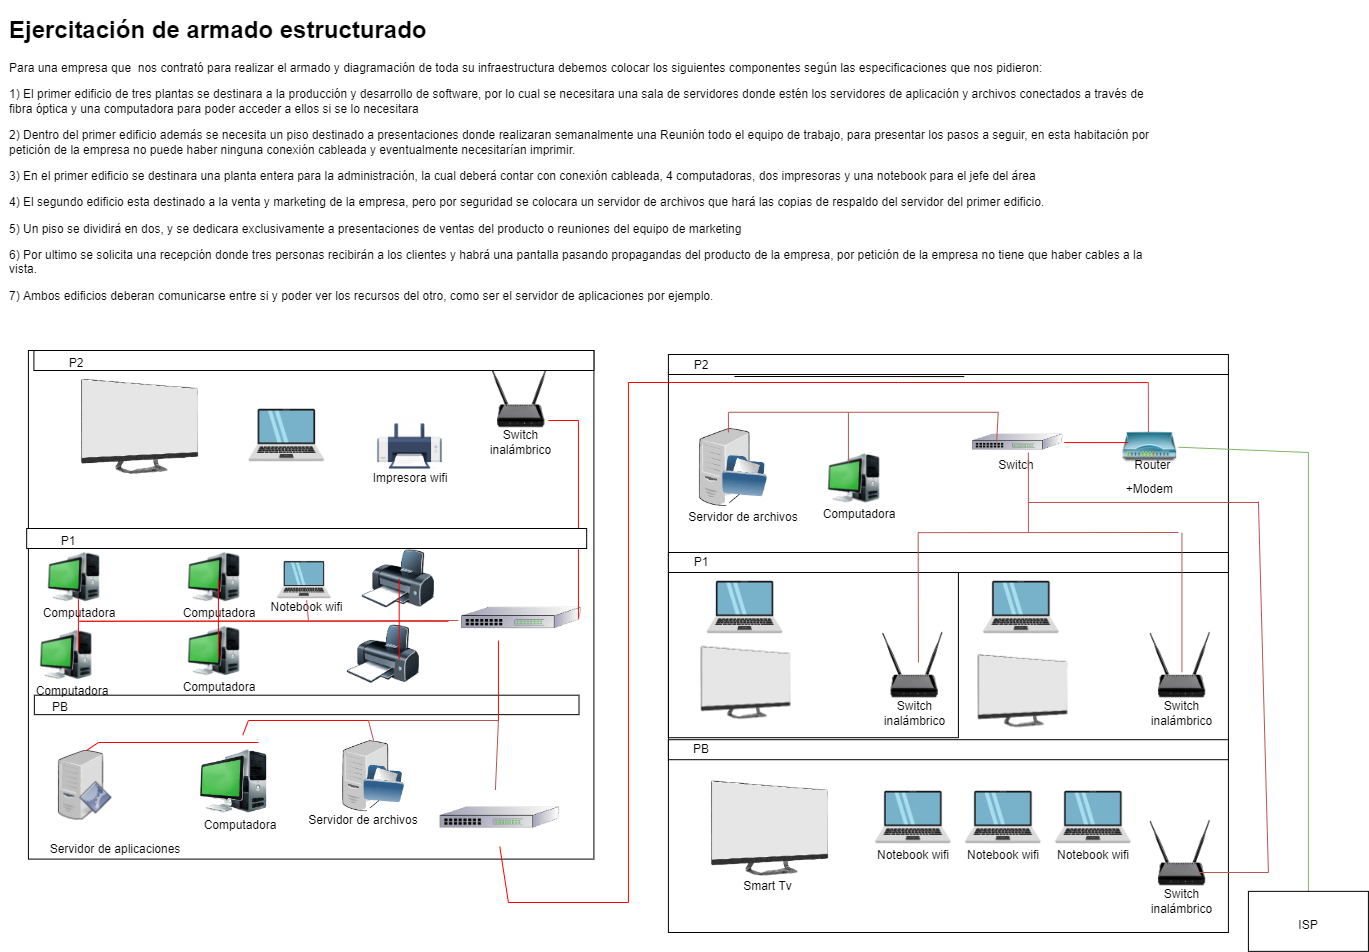 Ejercitación de armado estructurado
Para una empresa que  nos contrató para realizar el armado y diagramación de toda su infraestructura debemos colocar los siguientes componentes según las especificaciones que nos pidieron:
1) El primer edificio de tres plantas se destinara a la producción y desarrollo de software, por lo cual se necesitara una sala de servidores donde estén los servidores de aplicación y archivos conectados a través de
fibra óptica y una computadora para poder acceder a ellos si se lo necesitara
2) Dentro del primer edificio además se necesita un piso destinado a presentaciones donde realizaran semanalmente una Reunión todo el equipo de trabajo, para presentar los pasos a seguir, en esta habitación por
petición de la empresa no puede haber ninguna conexión cableada y eventualmente necesitarían imprimir.
3) En el primer edificio se destinara una planta entera para la administración, la cual deberá contar con conexión cableada, 4 computadoras, dos impresoras y una notebook para el jefe del área
4) El segundo edificio esta destinado a la venta y marketing de la empresa, pero por seguridad se colocara un servidor de archivos que hará las copias de respaldo del servidor del primer edificio.
5) Un piso se dividirá en dos, y se dedicara exclusivamente a presentaciones de ventas del producto o reuniones del equipo de marketing
6) Por ultimo se solicita una recepción donde tres personas recibirán a los clientes y habrá una pantalla pasando propagandas del producto de la empresa, por petición de la empresa no tiene que haber cables a la
vista.
7) Ambos edificios deberan comunicarse entre si y poder ver los recursos del otro, como ser el servidor de aplicaciones por ejemplo.
P2
Switch
inalámbrico
Impresora wifi
P1
Computadora
Computadora
Notebook wifi
Computadora
Computadora
PB
Servidor de archivos
Computadora
Servidor de aplicaciones
P2
Switch
Router
+Modem
Servidor de archivos
Computadora
P1
Switch
inalámbrico
Switch
inalámbrico
PB
Notebook wifi
Notebook wifi
Notebook wifi
Smart Tv
Switch
inalámbrico
ISP